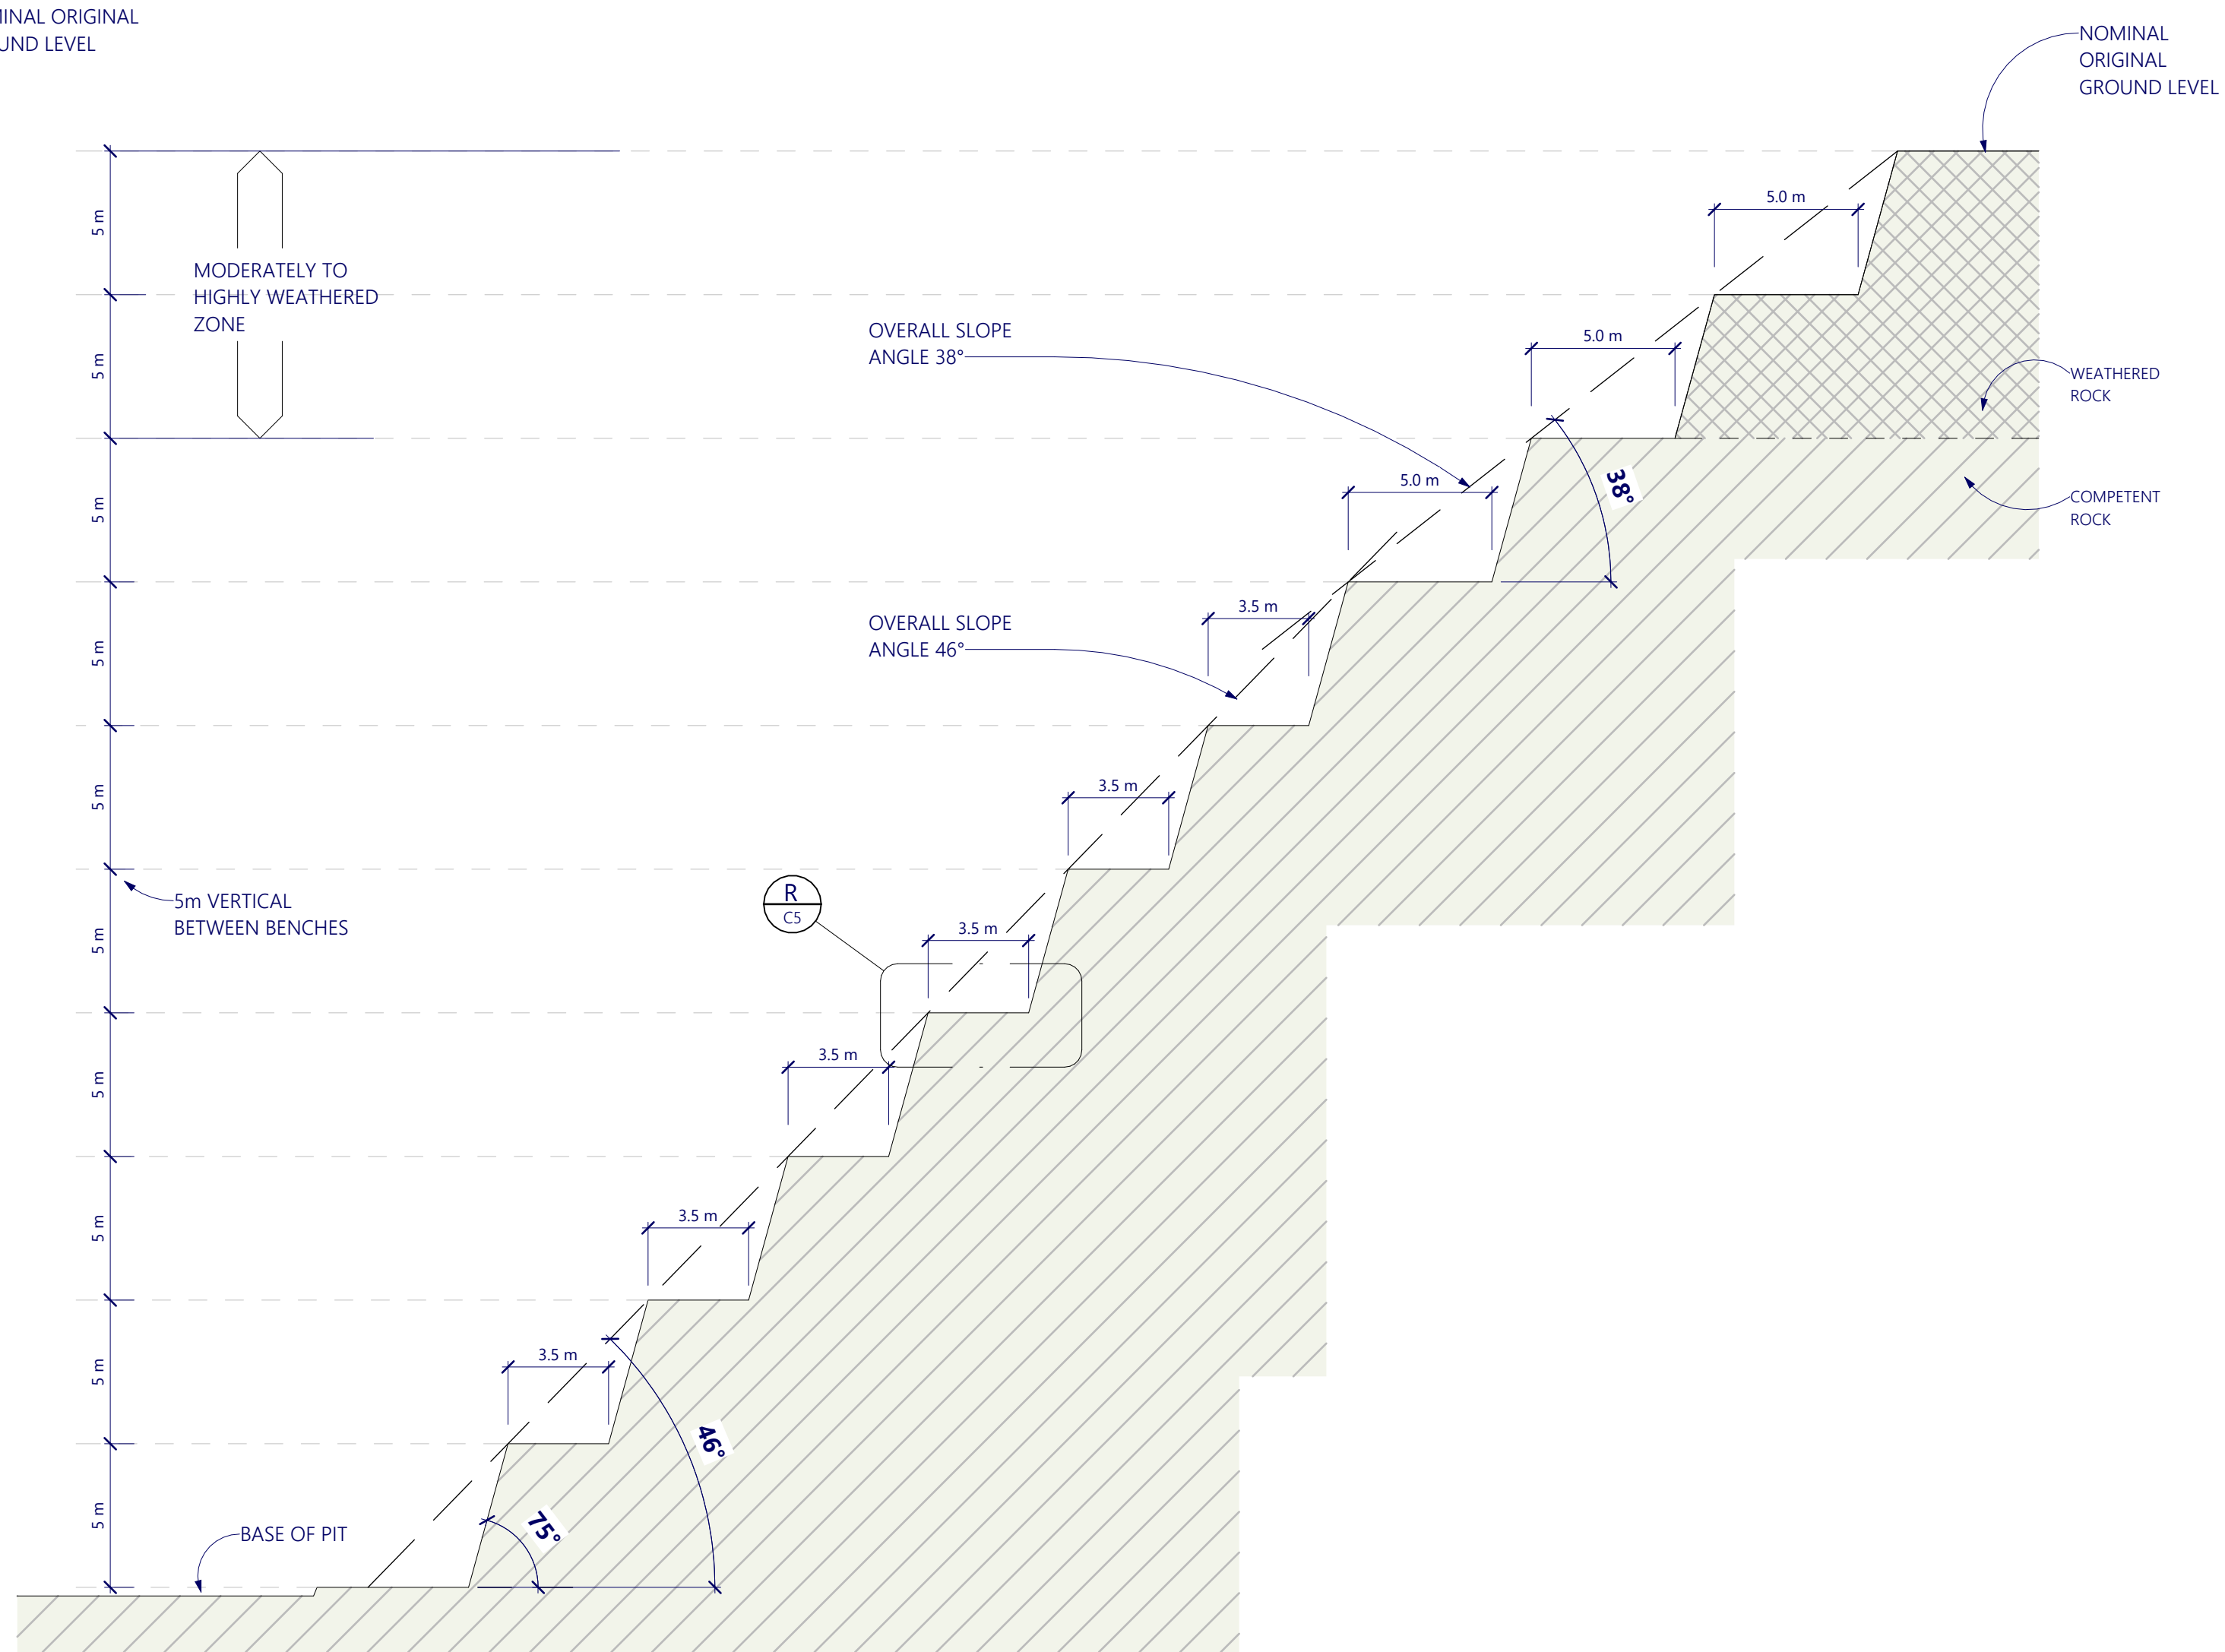 MINAL ORIGINAL
UND LEVEL
NOMINAL
ORIGINAL
GROUND LEVEL
5.0 m
5 m
MODERATELY TO
HIGHLY WEATHERED
ZONE
OVERALL SLOPE
ANGLE 38°
5.0 m
5 m
WEATHERED
ROCK
5.0 m
38°
5 m
COMPETENT
ROCK
OVERALL SLOPE
ANGLE 46°
3.5 m
5 m
3.5 m
5 m
5m VERTICAL
BETWEEN BENCHES
R
C5
3.5 m
5 m
3.5 m
5 m
3.5 m
5 m
3.5 m
5 m
46°
75°
5 m
BASE OF PIT